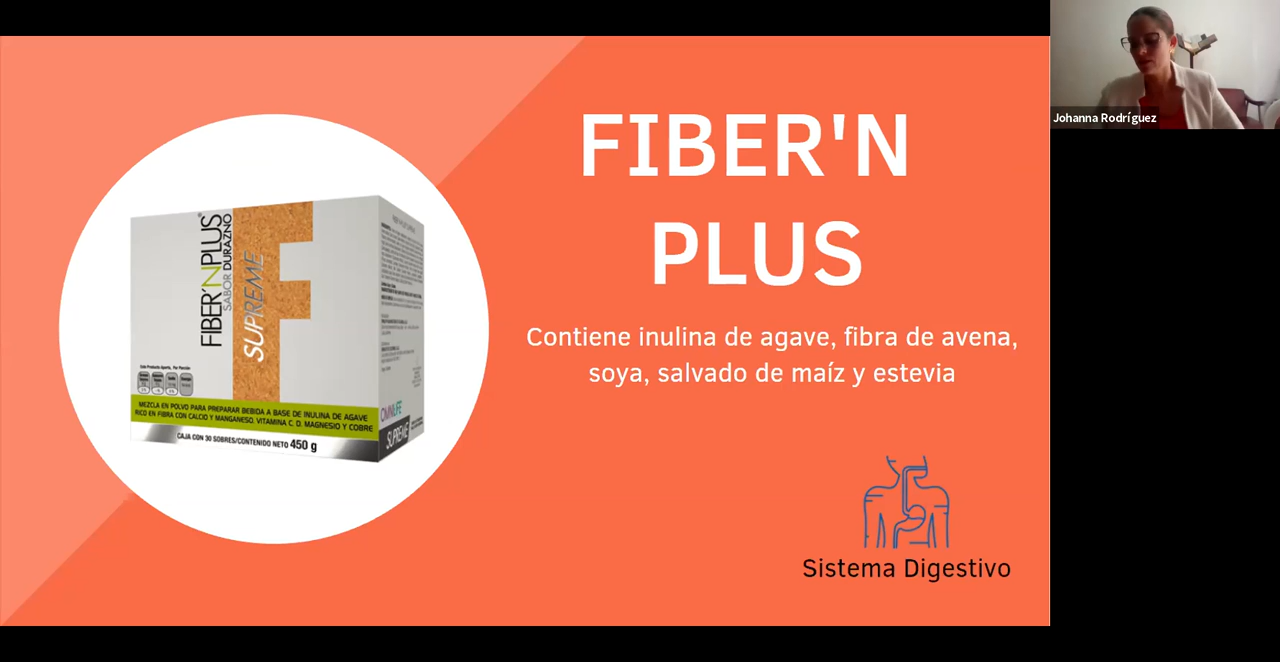 FIBER'N
PLUS
Contiene inulina de agave, fibra de avena,
soya, salvado de maíz y estevia
Sistema Digestivo
FIBER'NPLUS®
SABOR DURAZNO
SUPREME
MEZCLA EN POLVO PARA PREPARAR BEBIDA A BASE DE INULINA DE AGAVE
RICO EN FIBRA CON CALCIO Y MANGANESO, VITAMINA C, D, MAGNESIO Y COBRE
CAJA CON 30 SOBRES/CONTENIDO NETO 450 g
OMNILIFE
SUPREME
Johanna Rodríguez